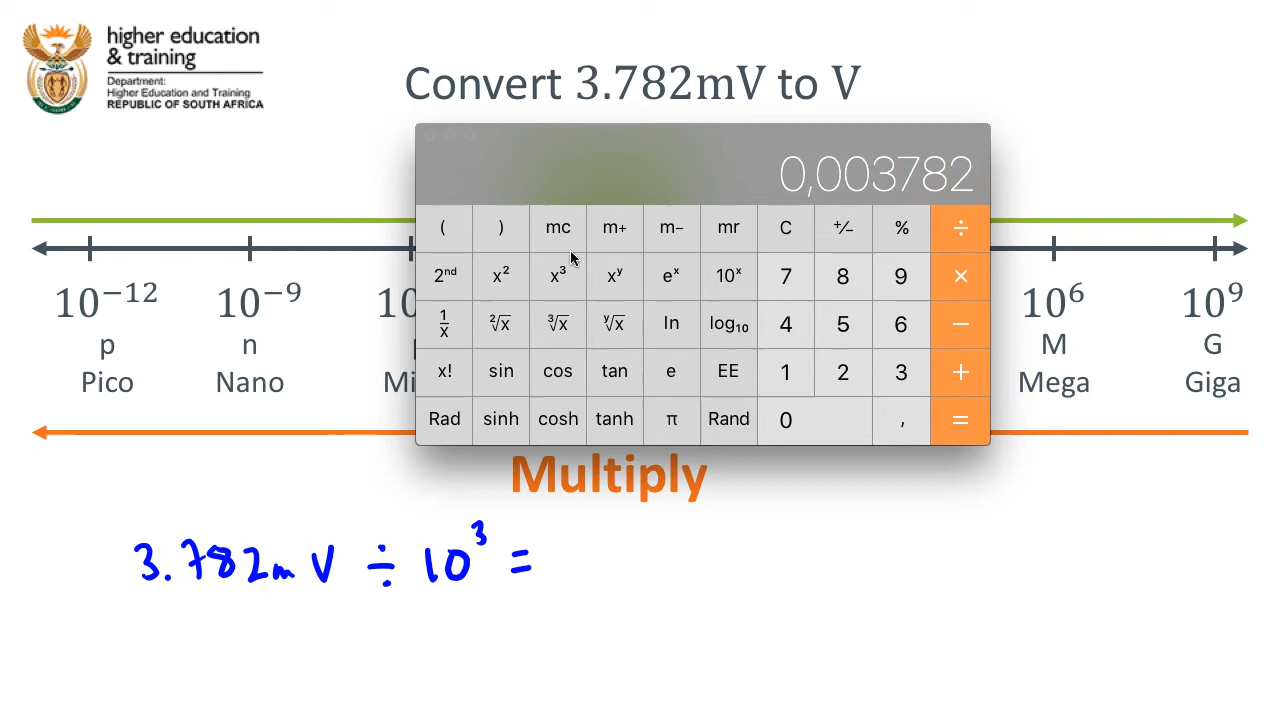 higher education
& training
Department:
Higher Education and Training
REPUBLIC OF SOUTH AFRICA
Convert 3.782mV to V
0,003782
( ) mc m+ m− mr C ⁺∕₋ % ÷
2ⁿᵈ x² x³ xʸ eˣ 10ˣ 7 8 9 ×
1/x ²√x ³√x ʸ√x ln log₁₀ 4 5 6 −
x! sin cos tan e EE 1 2 3 +
Rad sinh cosh tanh π Rand 0 , =
10⁻¹² 10⁻⁹ 10 10⁶ 10⁹
p n M G
Pico Nano Mi Mega Giga
Multiply
3.782m V ÷ 10³ =